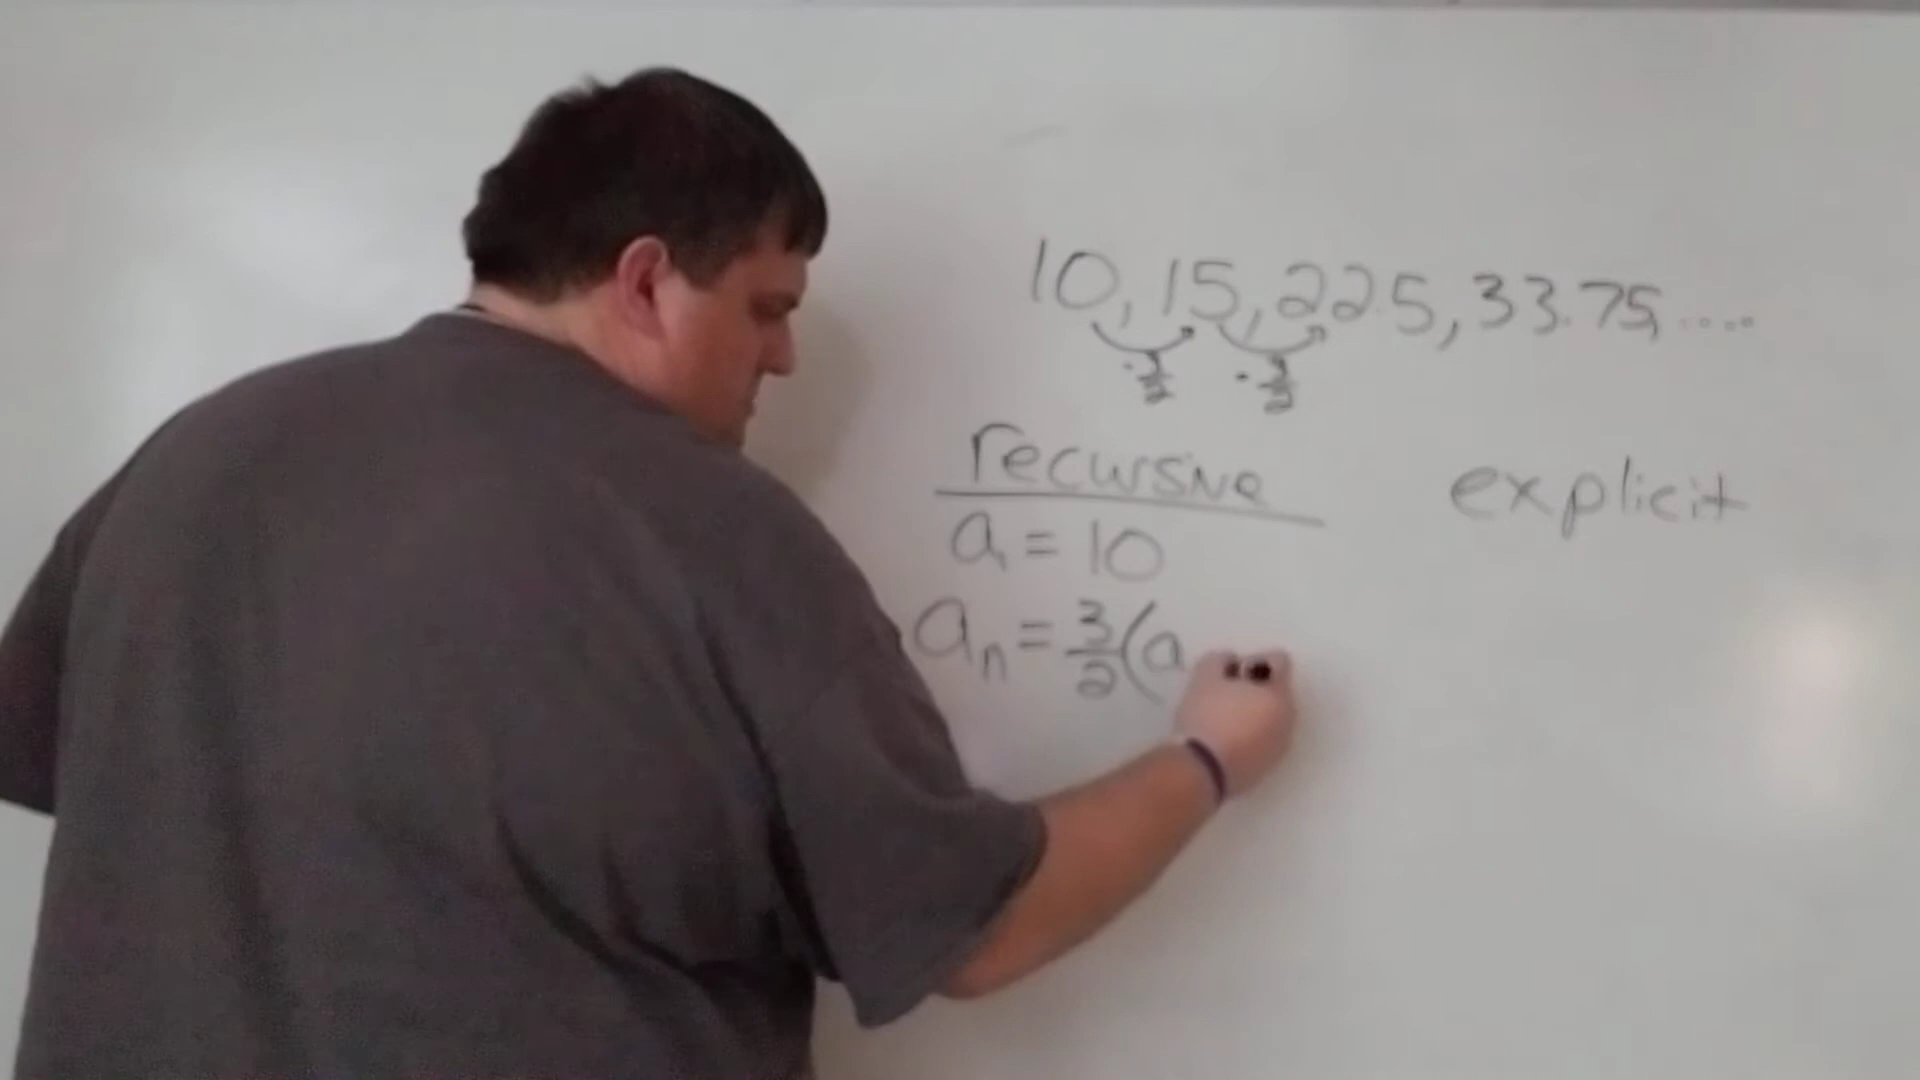 10, 15, 22.5, 33.75, ....
· 3/2 · 3/2
recursive
explicit
a₁ = 10
aₙ = 3/2 (a